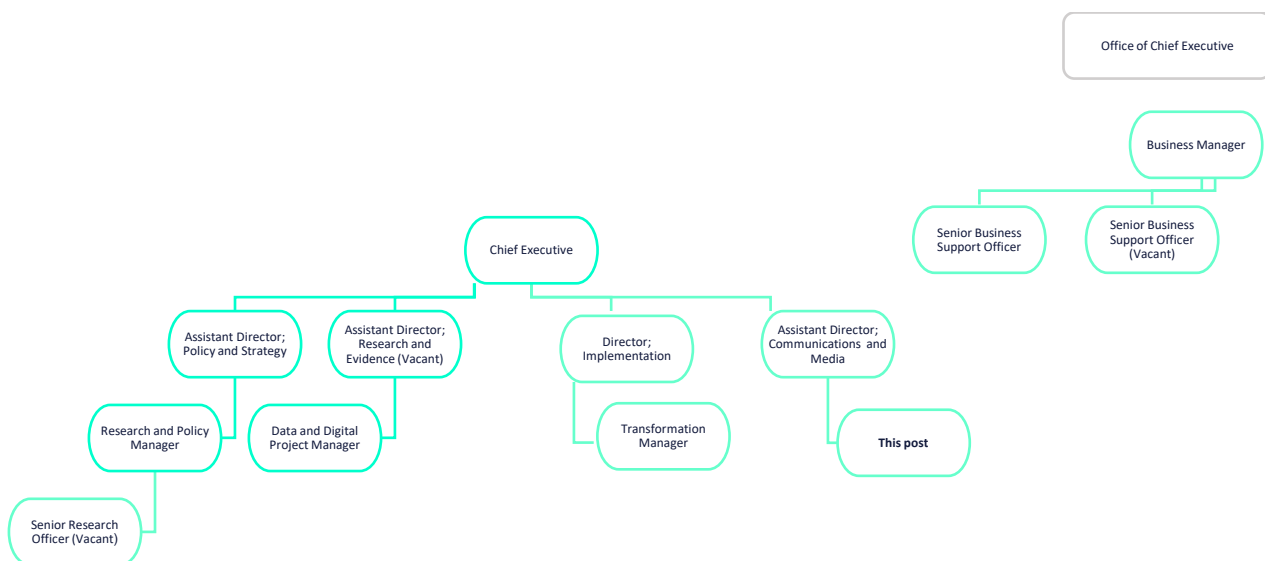 Office of Chief Executive
Business Manager
Senior Business
Support Officer
Senior Business
Support Officer
(Vacant)
Chief Executive
Assistant Director;
Policy and Strategy
Assistant Director;
Research and
Evidence (Vacant)
Director;
Implementation
Assistant Director;
Communications and
Media
Research and Policy
Manager
Data and Digital
Project Manager
Transformation
Manager
This post
Senior Research
Officer (Vacant)